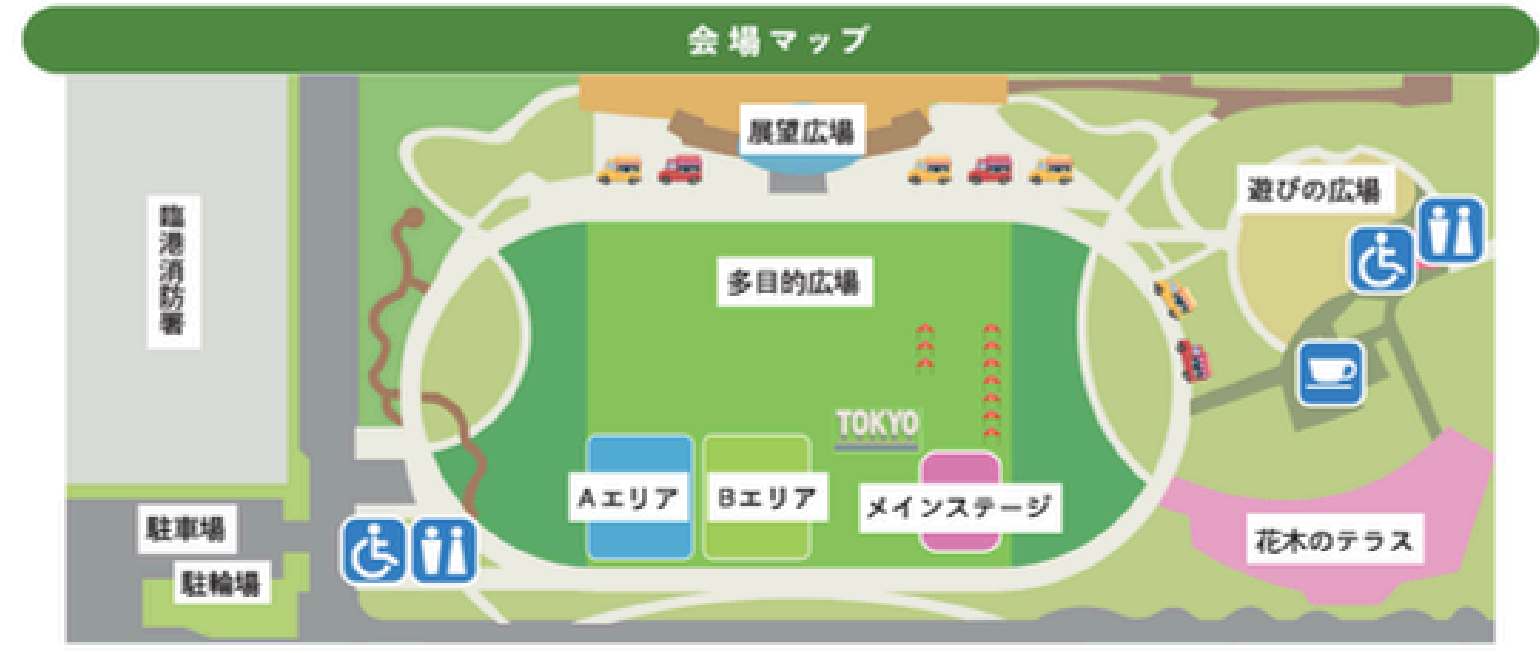 会場マップ
展望広場
遊びの広場
臨港消防署
多目的広場
TOKYO
Aエリア
Bエリア
メインステージ
駐車場
花木のテラス
駐輪場